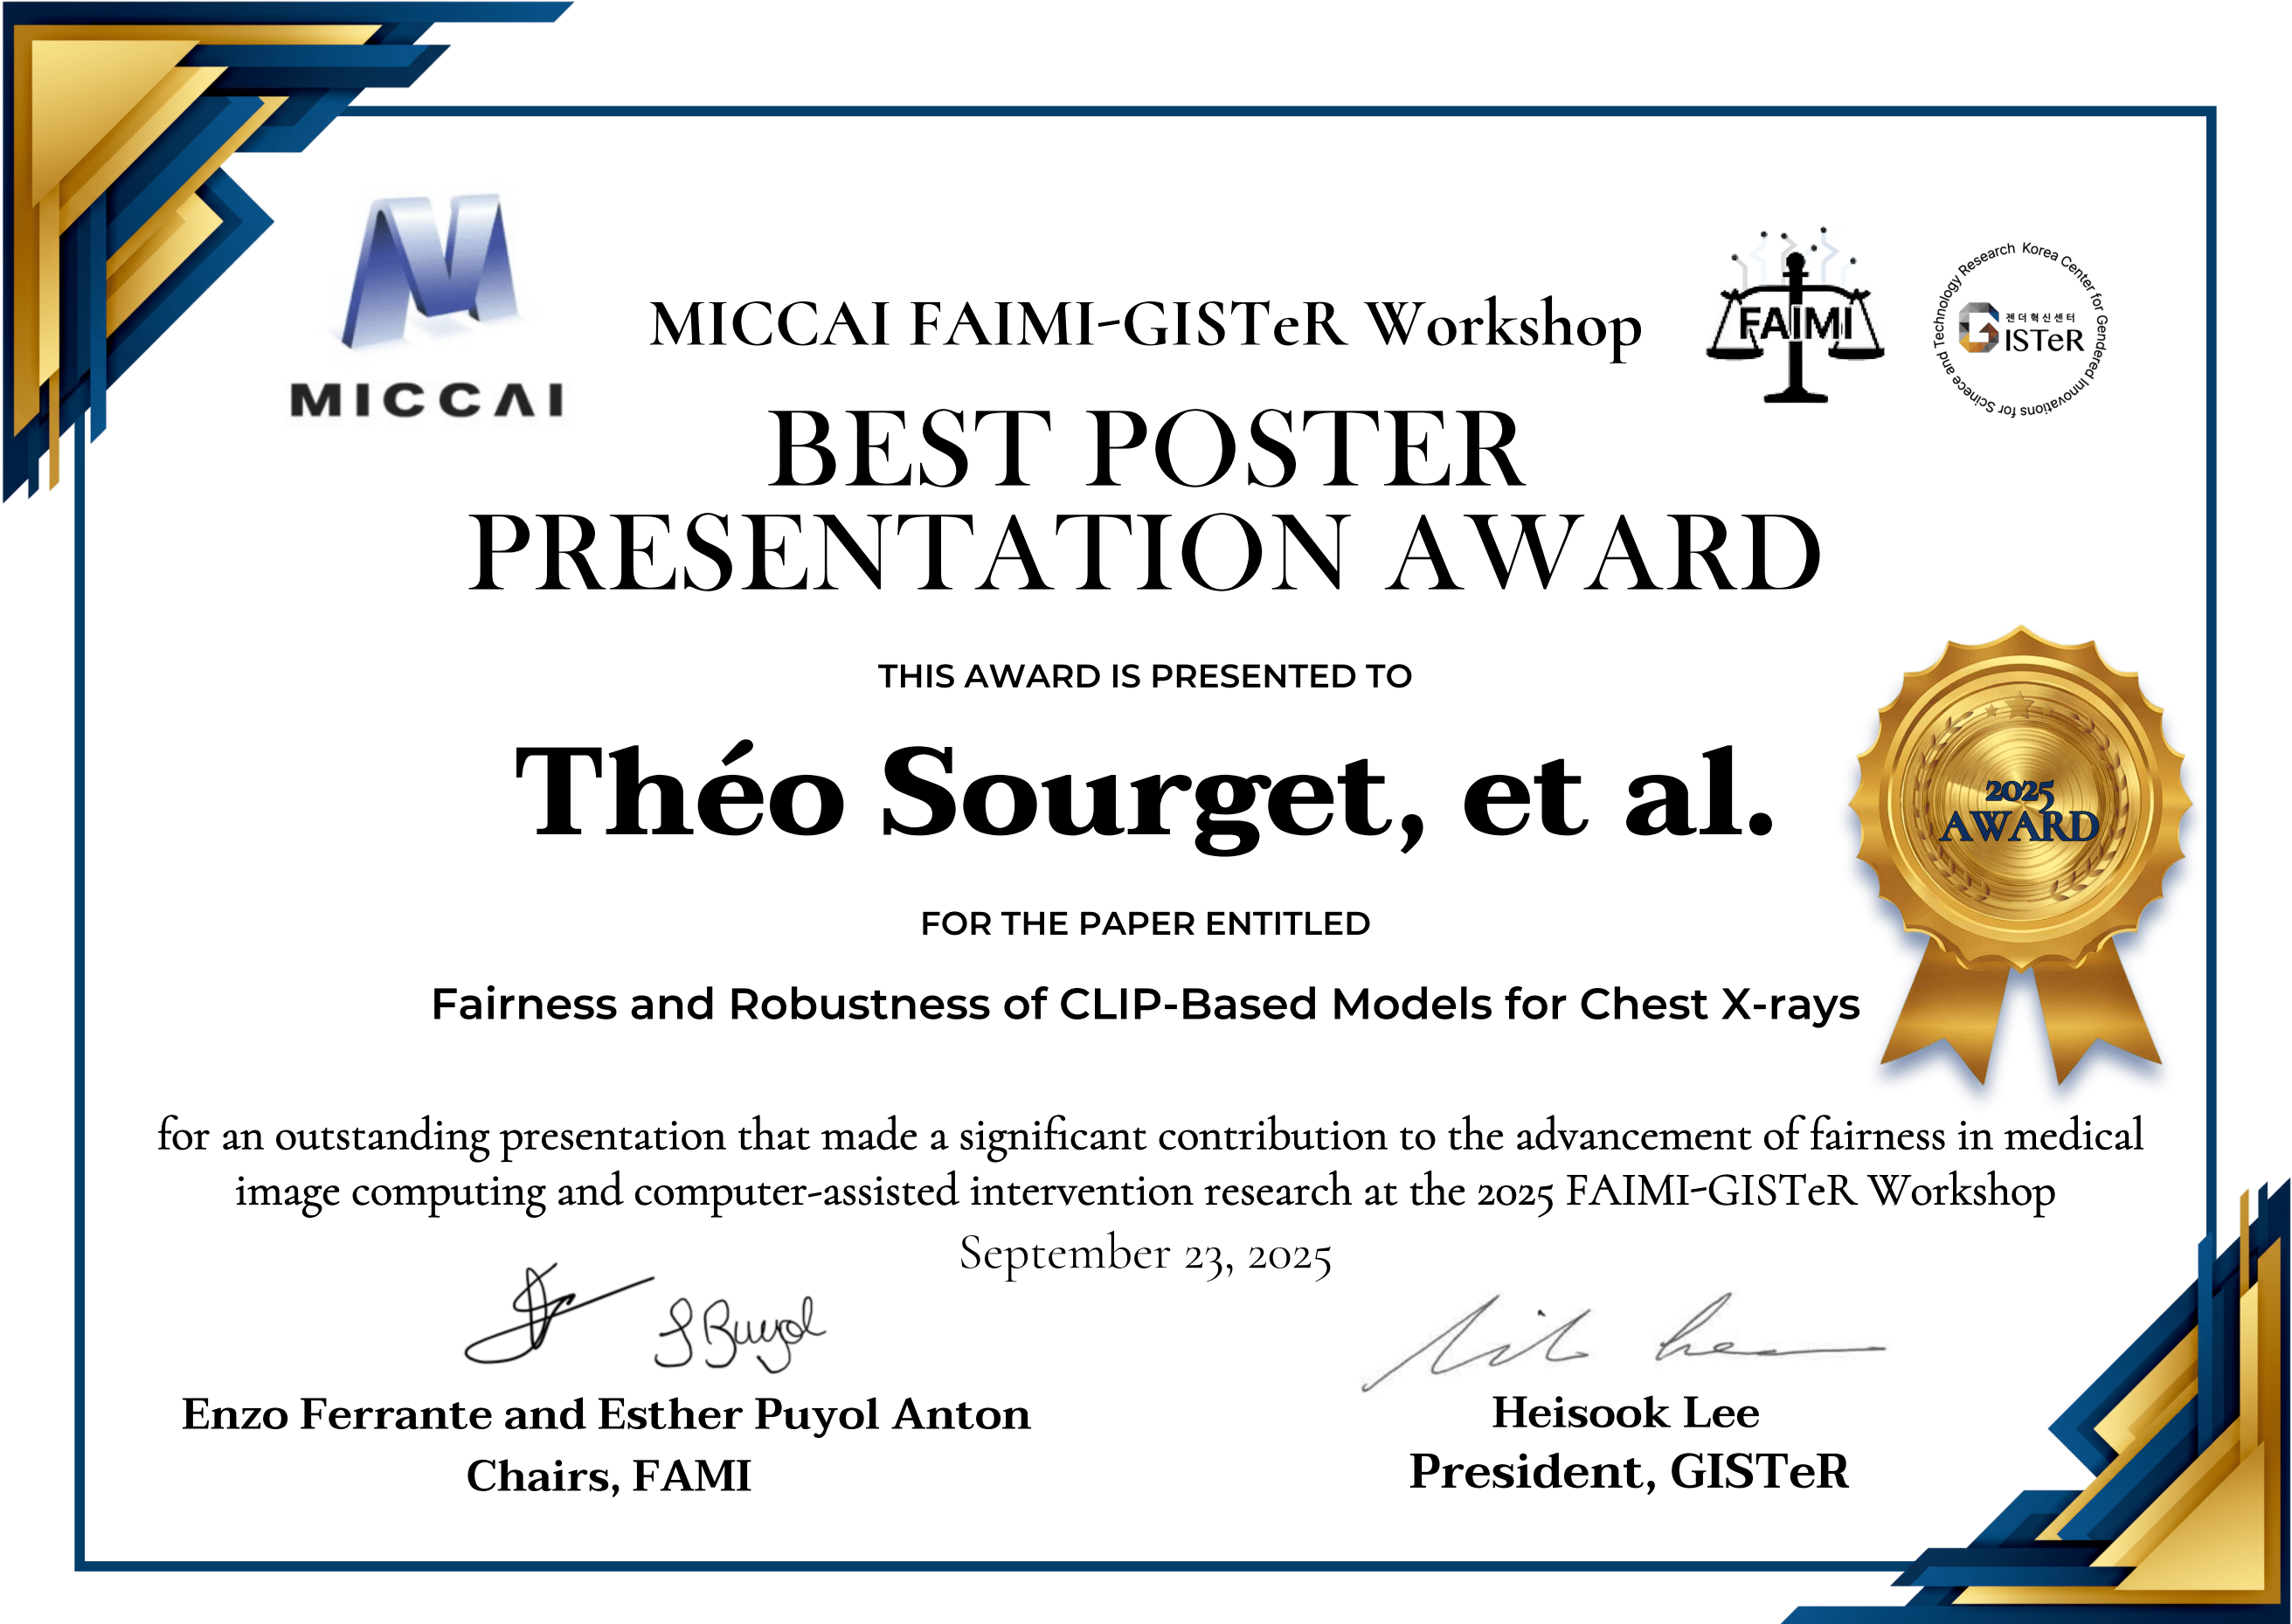 MICCAI
MICCAI FAIMI-GISTeR Workshop
FAIMI
Korea Center for Gendered Innovations for Scinece and Technology Research
젠더혁신센터
GISTeR
BEST POSTER
PRESENTATION AWARD
THIS AWARD IS PRESENTED TO
Théo Sourget, et al.
2025
AWARD
FOR THE PAPER ENTITLED
Fairness and Robustness of CLIP-Based Models for Chest X-rays
for an outstanding presentation that made a significant contribution to the advancement of fairness in medical
image computing and computer-assisted intervention research at the 2025 FAIMI-GISTeR Workshop
September 23, 2025
Enzo Ferrante and Esther Puyol Anton
Chairs, FAMI
Heisook Lee
President, GISTeR